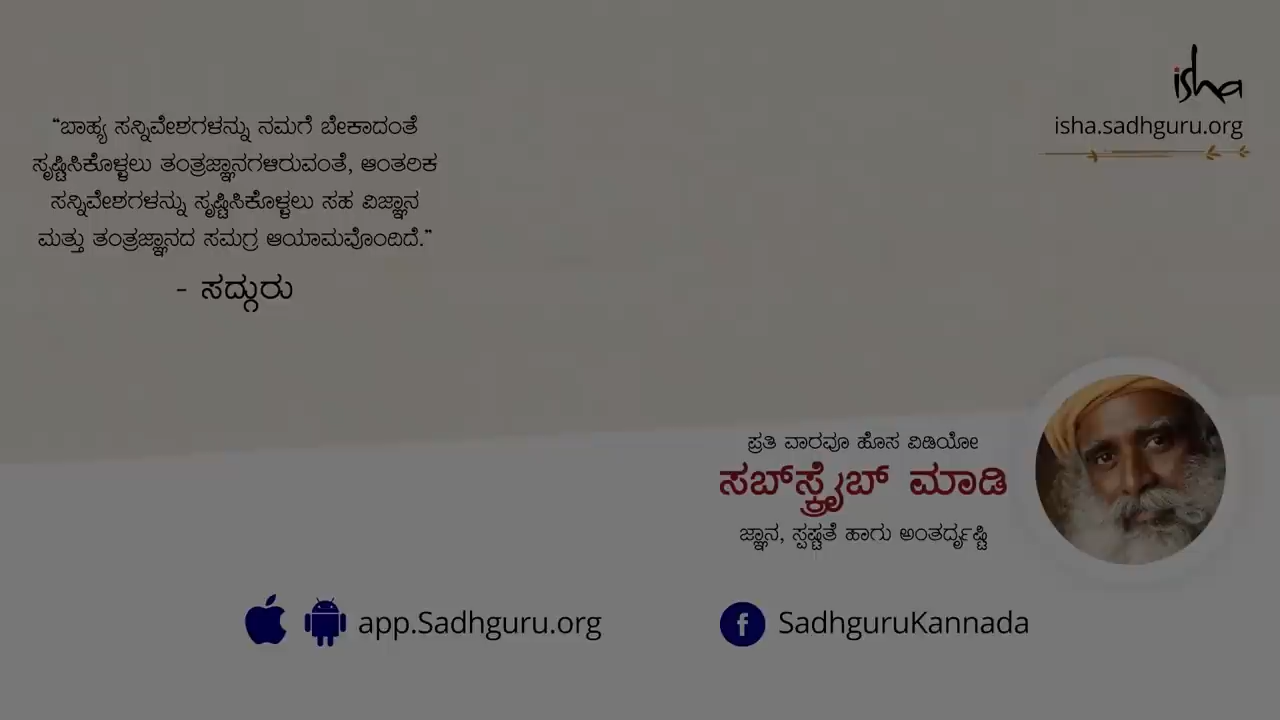 “ಬಾಹ್ಯ ಸನ್ನಿವೇಶಗಳನ್ನು ನಮಗೆ ಬೇಕಾದಂತೆ
ಸೃಷ್ಟಿಸಿಕೊಳ್ಳಲು ತಂತ್ರಜ್ಞಾನಗಳಿರುವಂತೆ, ಆಂತರಿಕ
ಸನ್ನಿವೇಶಗಳನ್ನು ಸೃಷ್ಟಿಸಿಕೊಳ್ಳಲು ಸಹ ವಿಜ್ಞಾನ
ಮತ್ತು ತಂತ್ರಜ್ಞಾನದ ಸಮಗ್ರ ಆಯಾಮವೊಂದಿದೆ.”
- ಸದ್ಗುರು
isha
isha.sadhguru.org
ಪ್ರತಿ ವಾರವೂ ಹೊಸ ವಿಡಿಯೋ
ಸಬ್‌ಸ್ಕ್ರೈಬ್ ಮಾಡಿ
ಜ್ಞಾನ, ಸ್ಪಷ್ಟತೆ ಹಾಗು ಅಂತರ್ದೃಷ್ಟಿ
app.Sadhguru.org
SadhguruKannada